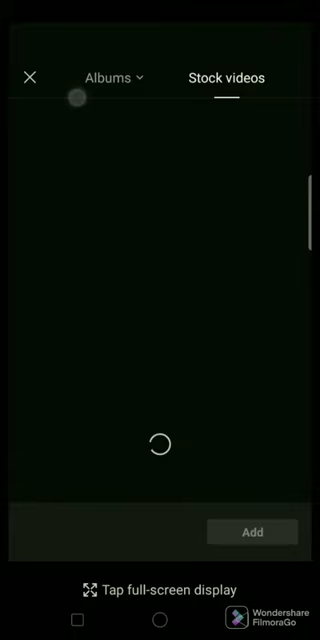 Albums
Stock videos
Add
Tap full-screen display
Wondershare
FilmoraGo